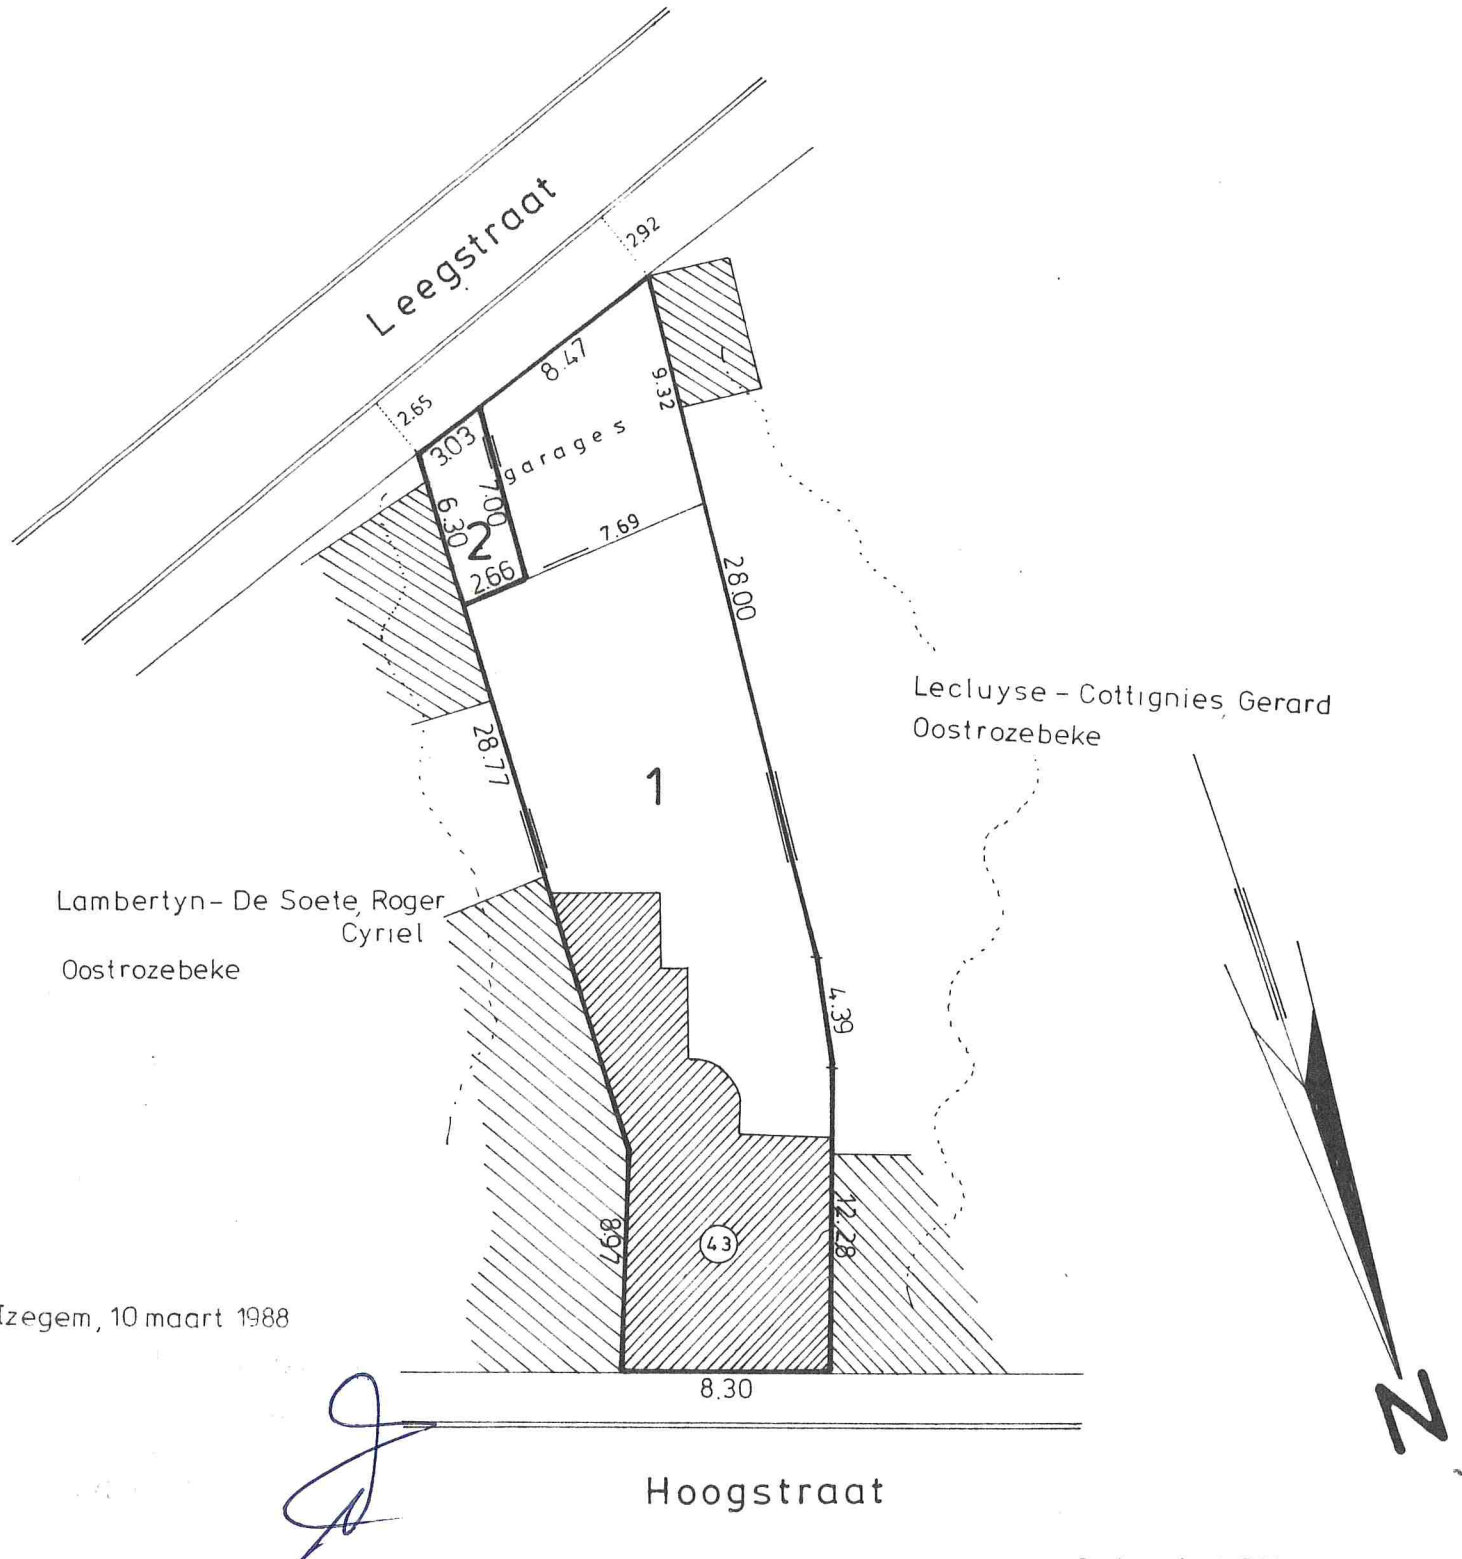 Leegstraat
2.92
2.65
8.47
9.32
3.03
garages
6.30
7.00
2
7.69
2.66
28.00
Lecluyse - Cottignies, Gerard
Oostrozebeke
28.77
1
Lambertyn - De Soete, Roger
Cyriel
Oostrozebeke
4.39
8.97
43
12.28
Izegem, 10 maart 1988
8.30
N
Hoogstraat